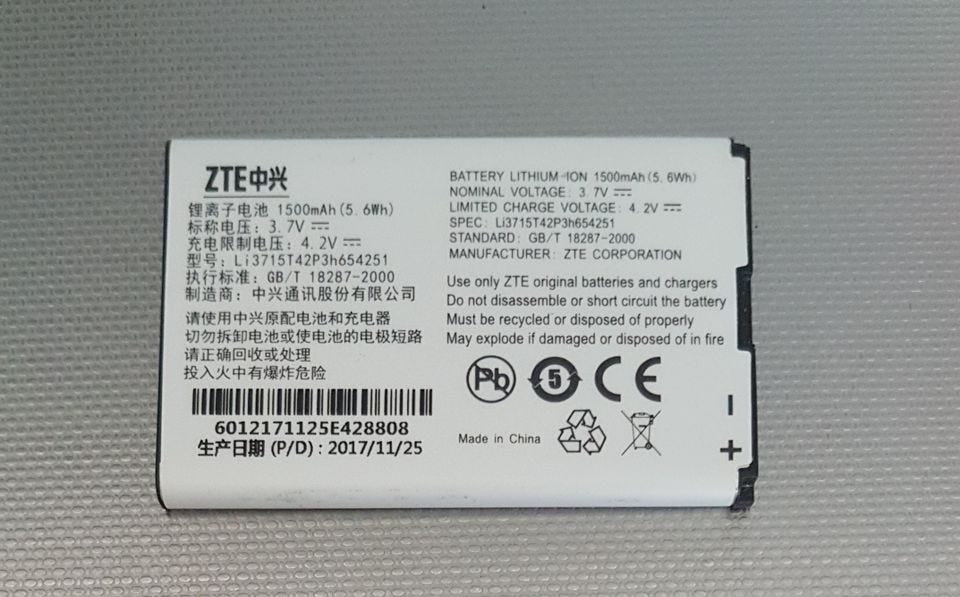 ZTE中兴
锂离子电池 1500mAh(5.6Wh)
标称电压: 3.7V
充电限制电压: 4.2V
型号: Li3715T42P3h654251
执行标准: GB/T 18287-2000
制造商: 中兴通讯股份有限公司
请使用中兴原配电池和充电器
切勿拆卸电池或使电池的电极短路
请正确回收或处理
投入火中有爆炸危险
6012171125E428808
生产日期 (P/D) : 2017/11/25
BATTERY LITHIUM-ION 1500mAh(5.6Wh)
NOMINAL VOLTAGE: 3.7V
LIMITED CHARGE VOLTAGE: 4.2V
SPEC: Li3715T42P3h654251
STANDARD: GB/T 18287-2000
MANUFACTURER: ZTE CORPORATION
Use only ZTE original batteries and chargers
Do not disassemble or short circuit the battery
Must be recycled or disposed of properly
May explode if damaged or disposed of in fire
Pb 5 CE
Made in China
-
-
+